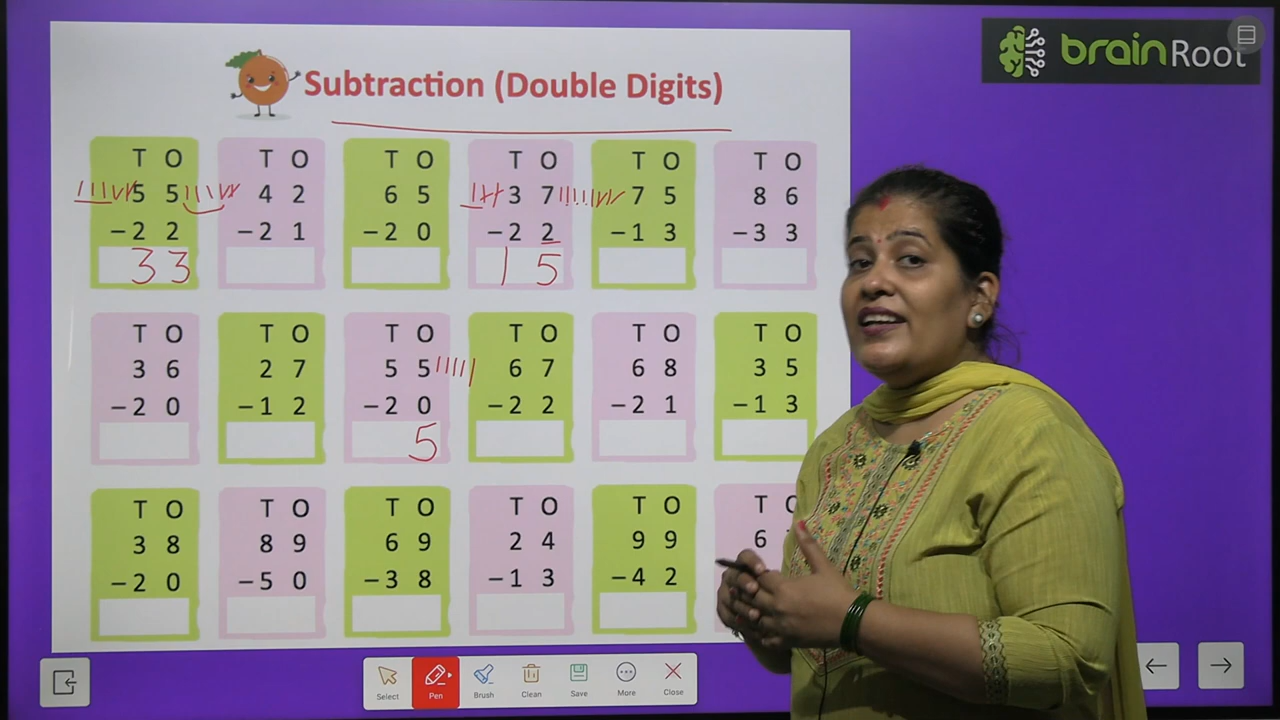 brainRoot
Subtraction (Double Digits)
T O T O T O T O T O T O
5 5 4 2 6 5 3 7 7 5 8 6
–2 2 –2 1 –2 0 –2 2 –1 3 –3 3
33 15
T O T O T O T O T O T O
3 6 2 7 5 5 6 7 6 8 3 5
–2 0 –1 2 –2 0 –2 2 –2 1 –1 3
5
T O T O T O T O T O T O
3 8 8 9 6 9 2 4 9 9 6
–2 0 –5 0 –3 8 –1 3 –4 2
Select Pen Brush Clean Save More Close